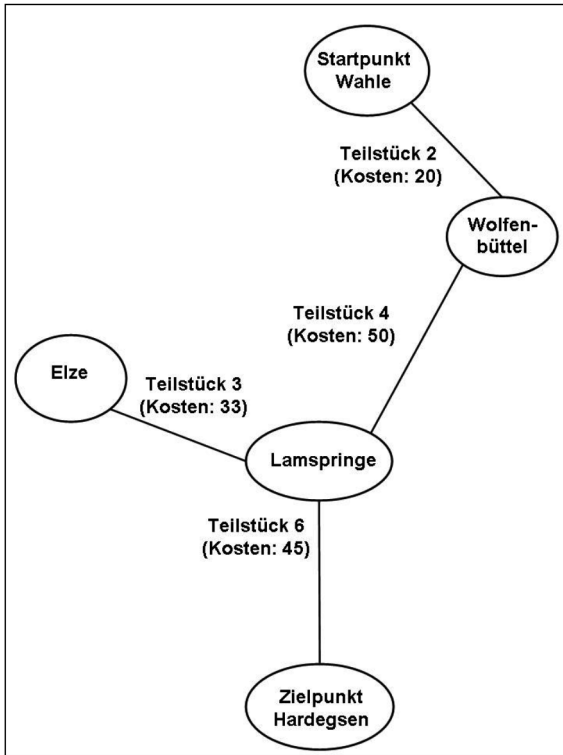 Startpunkt
Wahle
Teilstück 2
(Kosten: 20)
Wolfen-
büttel
Teilstück 4
(Kosten: 50)
Elze
Teilstück 3
(Kosten: 33)
Lamspringe
Teilstück 6
(Kosten: 45)
Zielpunkt
Hardegsen